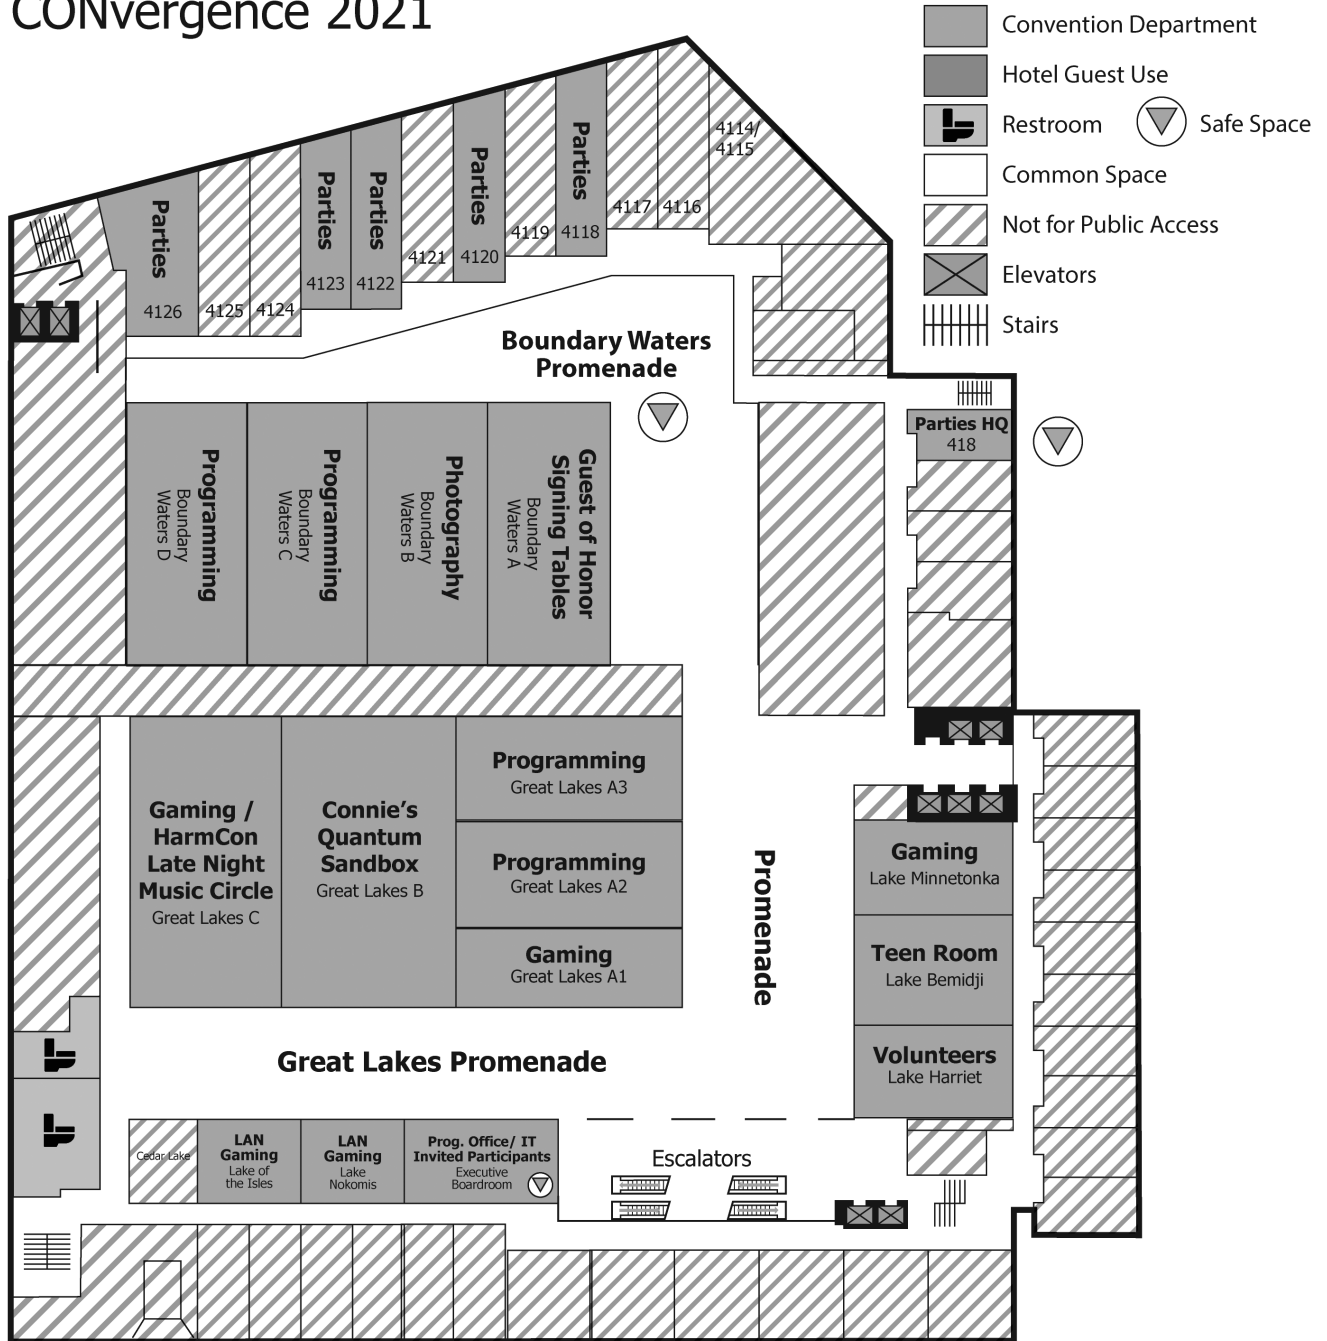 CONvergence 2021
Convention Department
Hotel Guest Use
Restroom
Safe Space
Common Space
Not for Public Access
Elevators
Stairs
4114/
4115
4116
4117
Parties
4118
4119
Parties
4120
4121
Parties
4122
Parties
4123
4124
4125
Parties
4126
Boundary Waters
Promenade
Parties HQ
418
Programming
Boundary
Waters D
Programming
Boundary
Waters C
Photography
Boundary
Waters B
Guest of Honor
Signing Tables
Boundary
Waters A
Gaming /
HarmCon
Late Night
Music Circle
Great Lakes C
Connie's
Quantum
Sandbox
Great Lakes B
Programming
Great Lakes A3
Programming
Great Lakes A2
Gaming
Great Lakes A1
Promenade
Gaming
Lake Minnetonka
Teen Room
Lake Bemidji
Volunteers
Lake Harriet
Great Lakes Promenade
Cedar Lake
LAN
Gaming
Lake of
the Isles
LAN
Gaming
Lake
Nokomis
Prog. Office/ IT
Invited Participants
Executive
Boardroom
Escalators